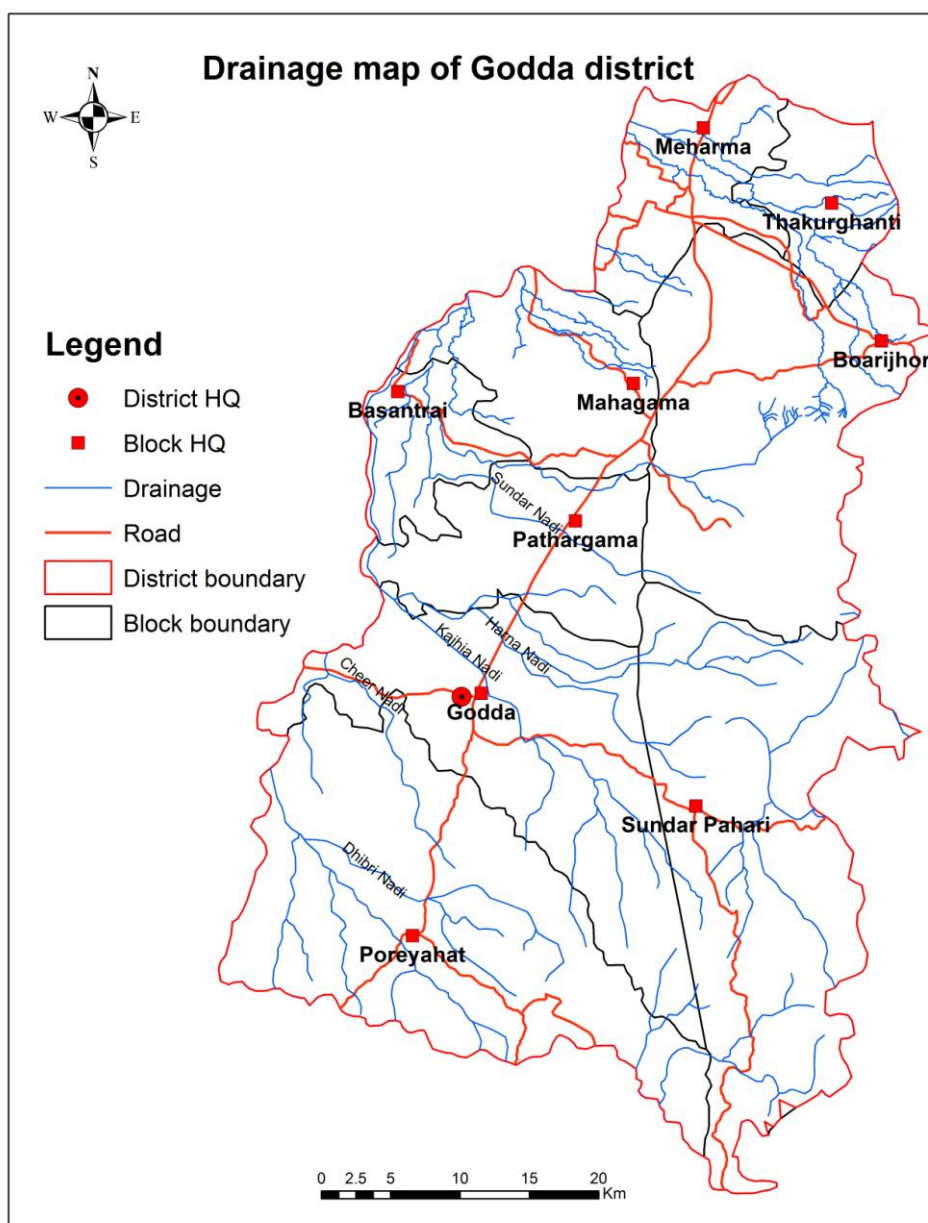 Drainage map of Godda district
N
W
E
S
Meharma
Thakurghanti
Boarijhor
Mahagama
Basantrai
Sundar Nadi
Pathargama
Legend
District HQ
Block HQ
Drainage
Road
District boundary
Block boundary
Harna Nadi
Kajhia Nadi
Cheer Nadi
Godda
Sundar Pahari
Dhibri Nadi
Poreyahat
0 2.5 5 10 15 20
Km